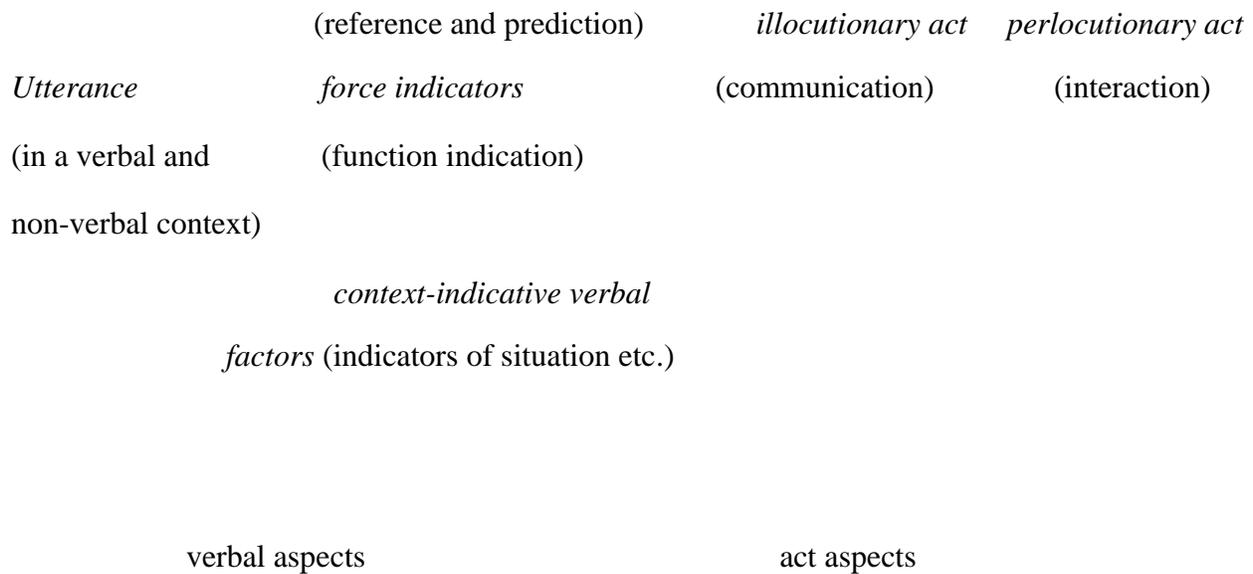 (reference and prediction) illocutionary act perlocutionary act
Utterance force indicators (communication) (interaction)
(in a verbal and (function indication)
non-verbal context)
context-indicative verbal
factors (indicators of situation etc.)
verbal aspects act aspects